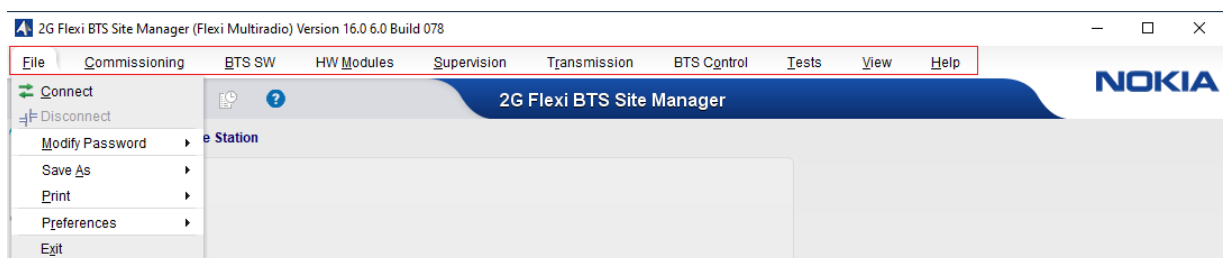 2G Flexi BTS Site Manager (Flexi Multiradio) Version 16.0 6.0 Build 078
File Commissioning BTS SW HW Modules Supervision Transmission BTS Control Tests View Help
NOKIA
Connect
2G Flexi BTS Site Manager
Disconnect
Modify Password
e Station
Save As
Print
Preferences
Exit